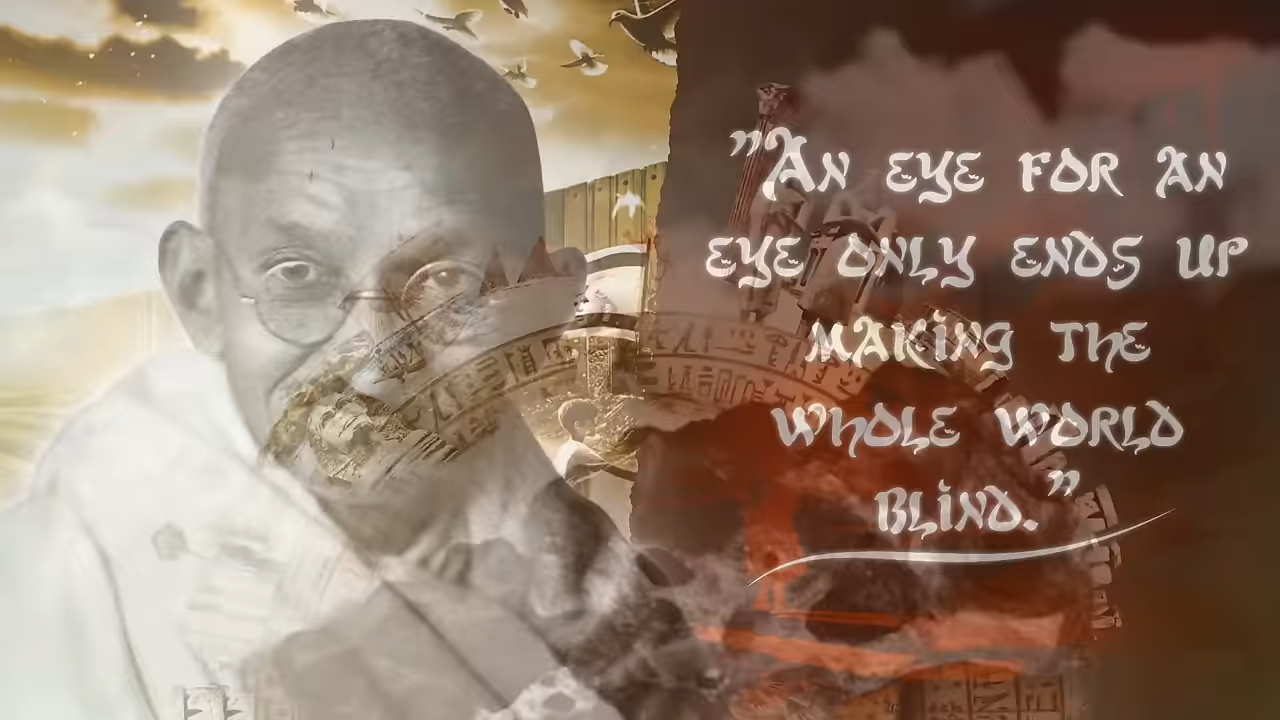 "An eye for an
eye only ends up
making the
whole world
blind."